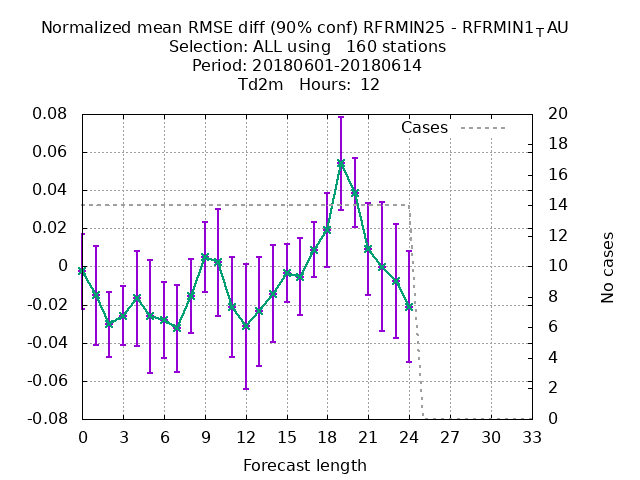 Normalized mean RMSE diff (90% conf) RFRMIN25 - RFRMIN1_TAU
Selection: ALL using 160 stations
Period: 20180601-20180614
Td2m Hours: 12
Cases
0.08
0.06
0.04
0.02
0
-0.02
-0.04
-0.06
-0.08
20
18
16
14
12
10
8
6
4
2
0
No cases
0 3 6 9 12 15 18 21 24 27 30 33
Forecast length